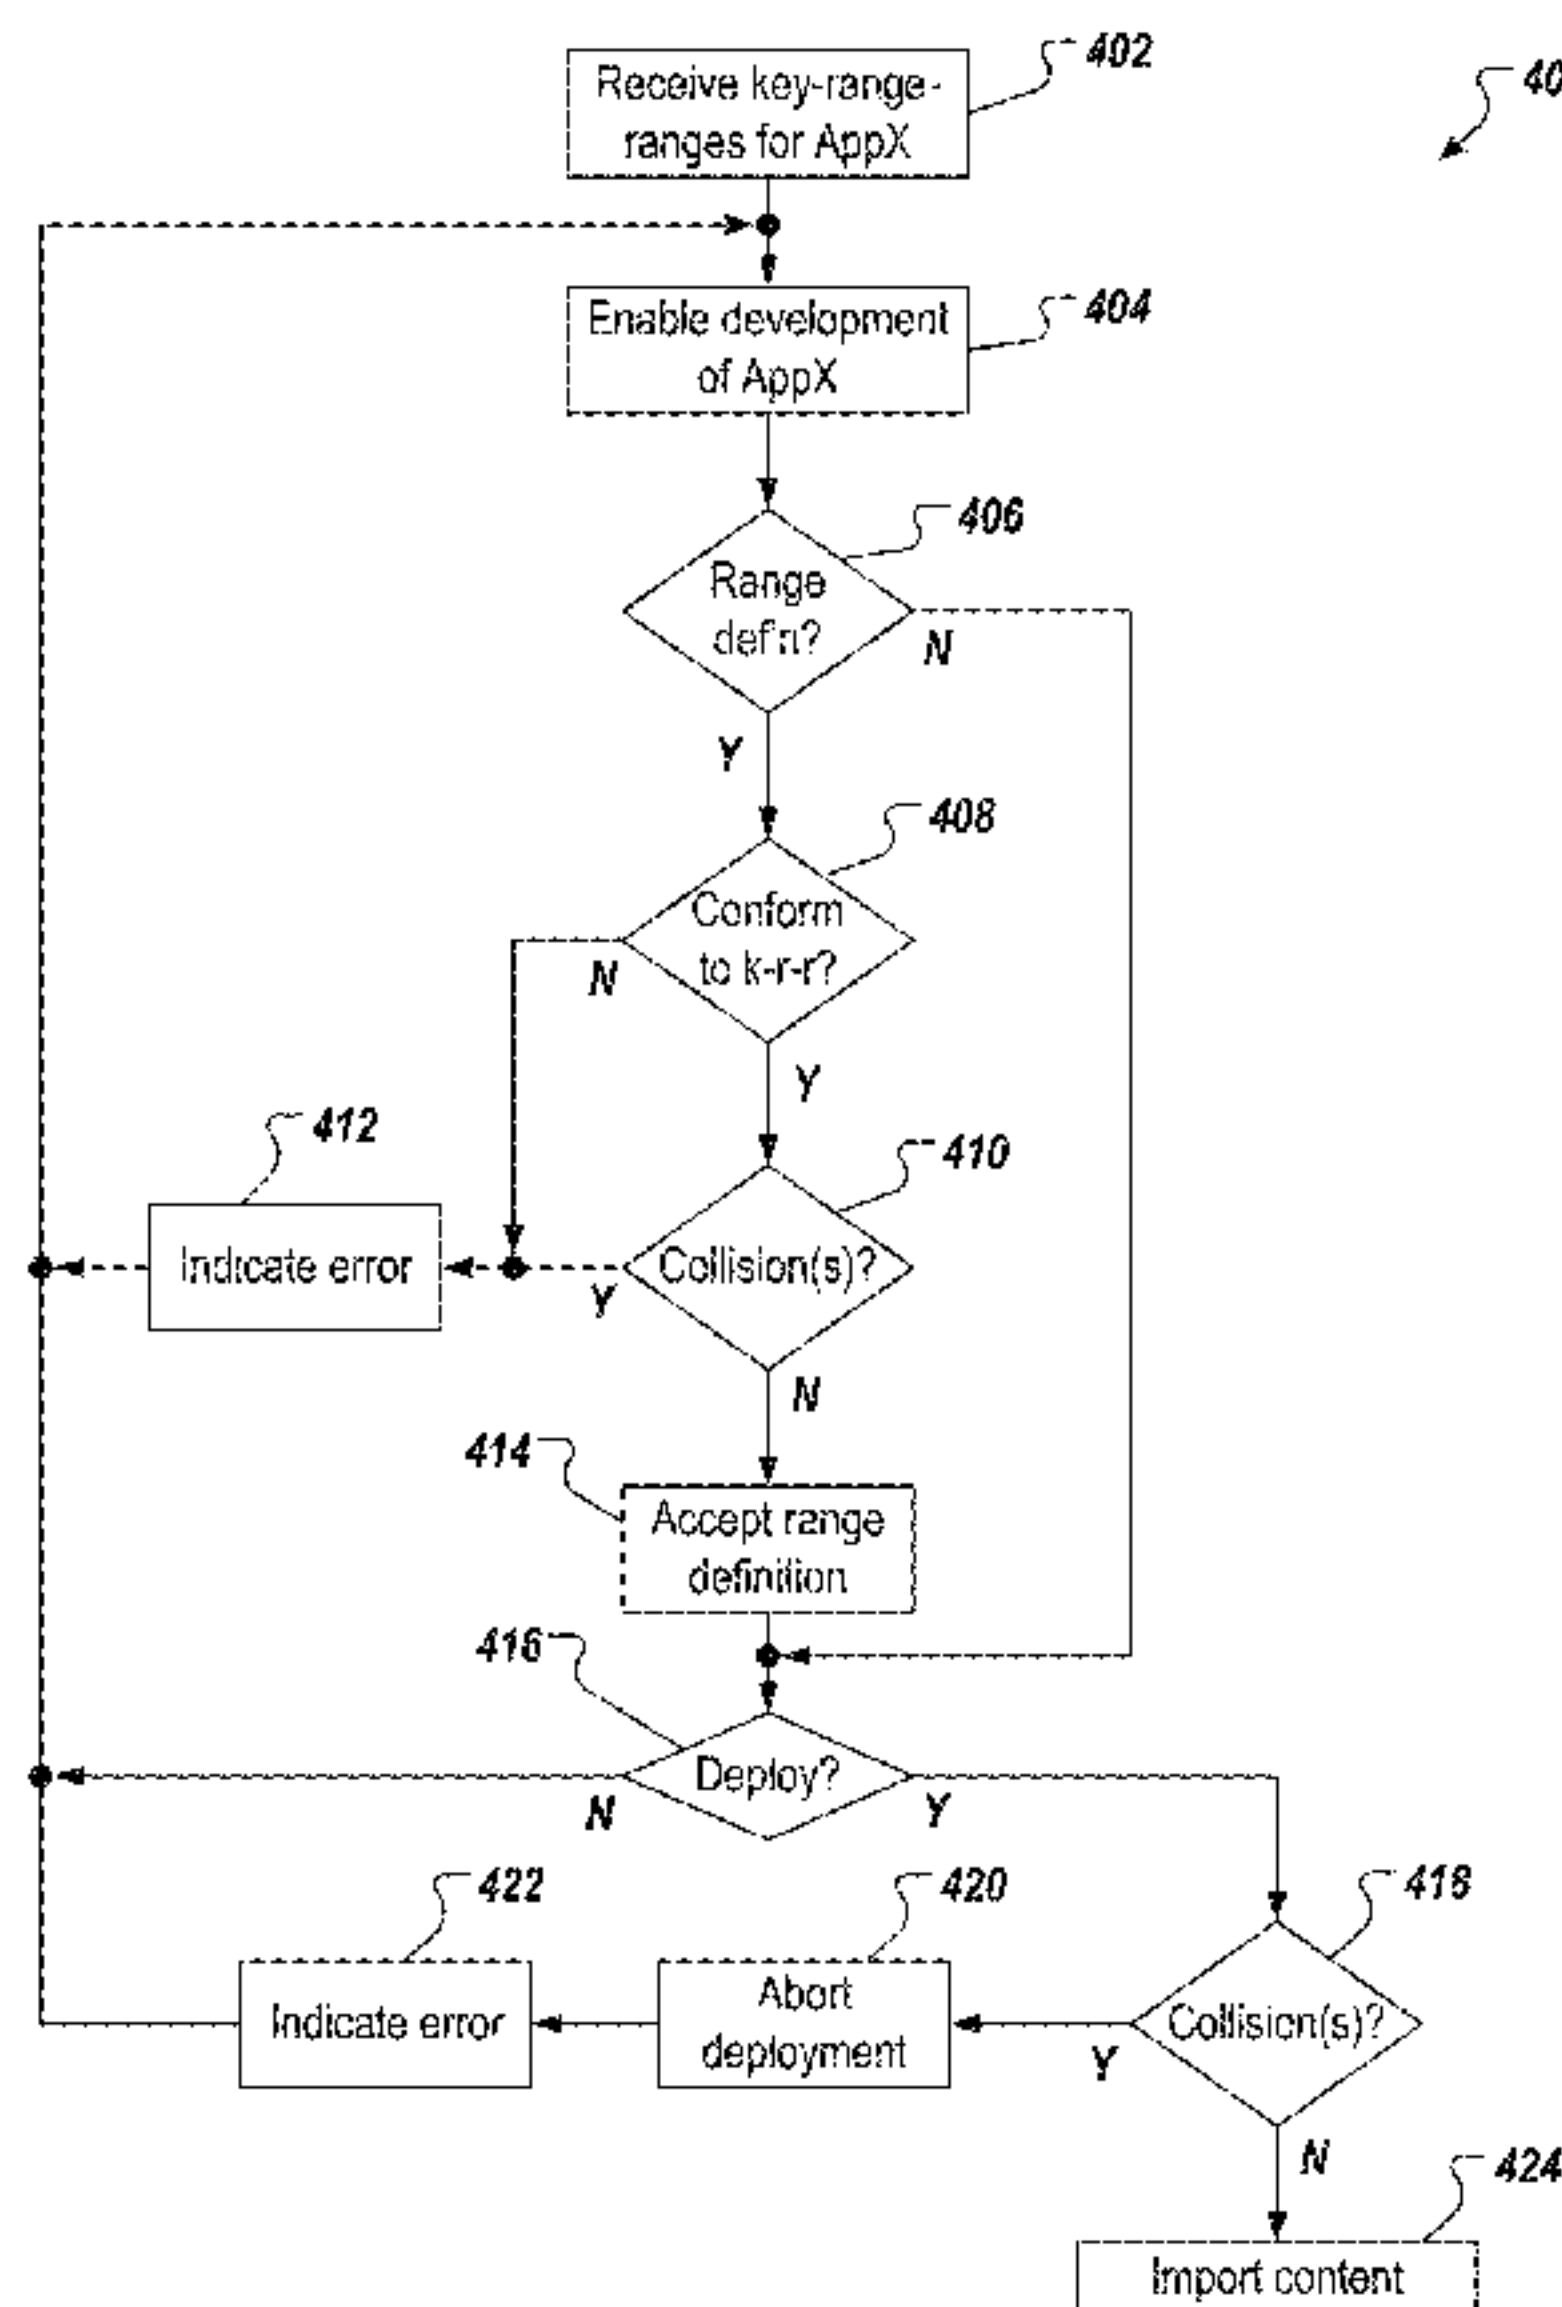 402
Receive key-range-
ranges for AppX
40
Enable development
of AppX
404
406
Range
def'n?
N
Y
408
Conform
to k-r-r?
N
Y
412
410
Indicate error
Collision(s)?
Y
N
414
Accept range
definition
416
Deploy?
N
Y
422
420
418
Indicate error
Abort
deployment
Collision(s)?
Y
N
424
Import content